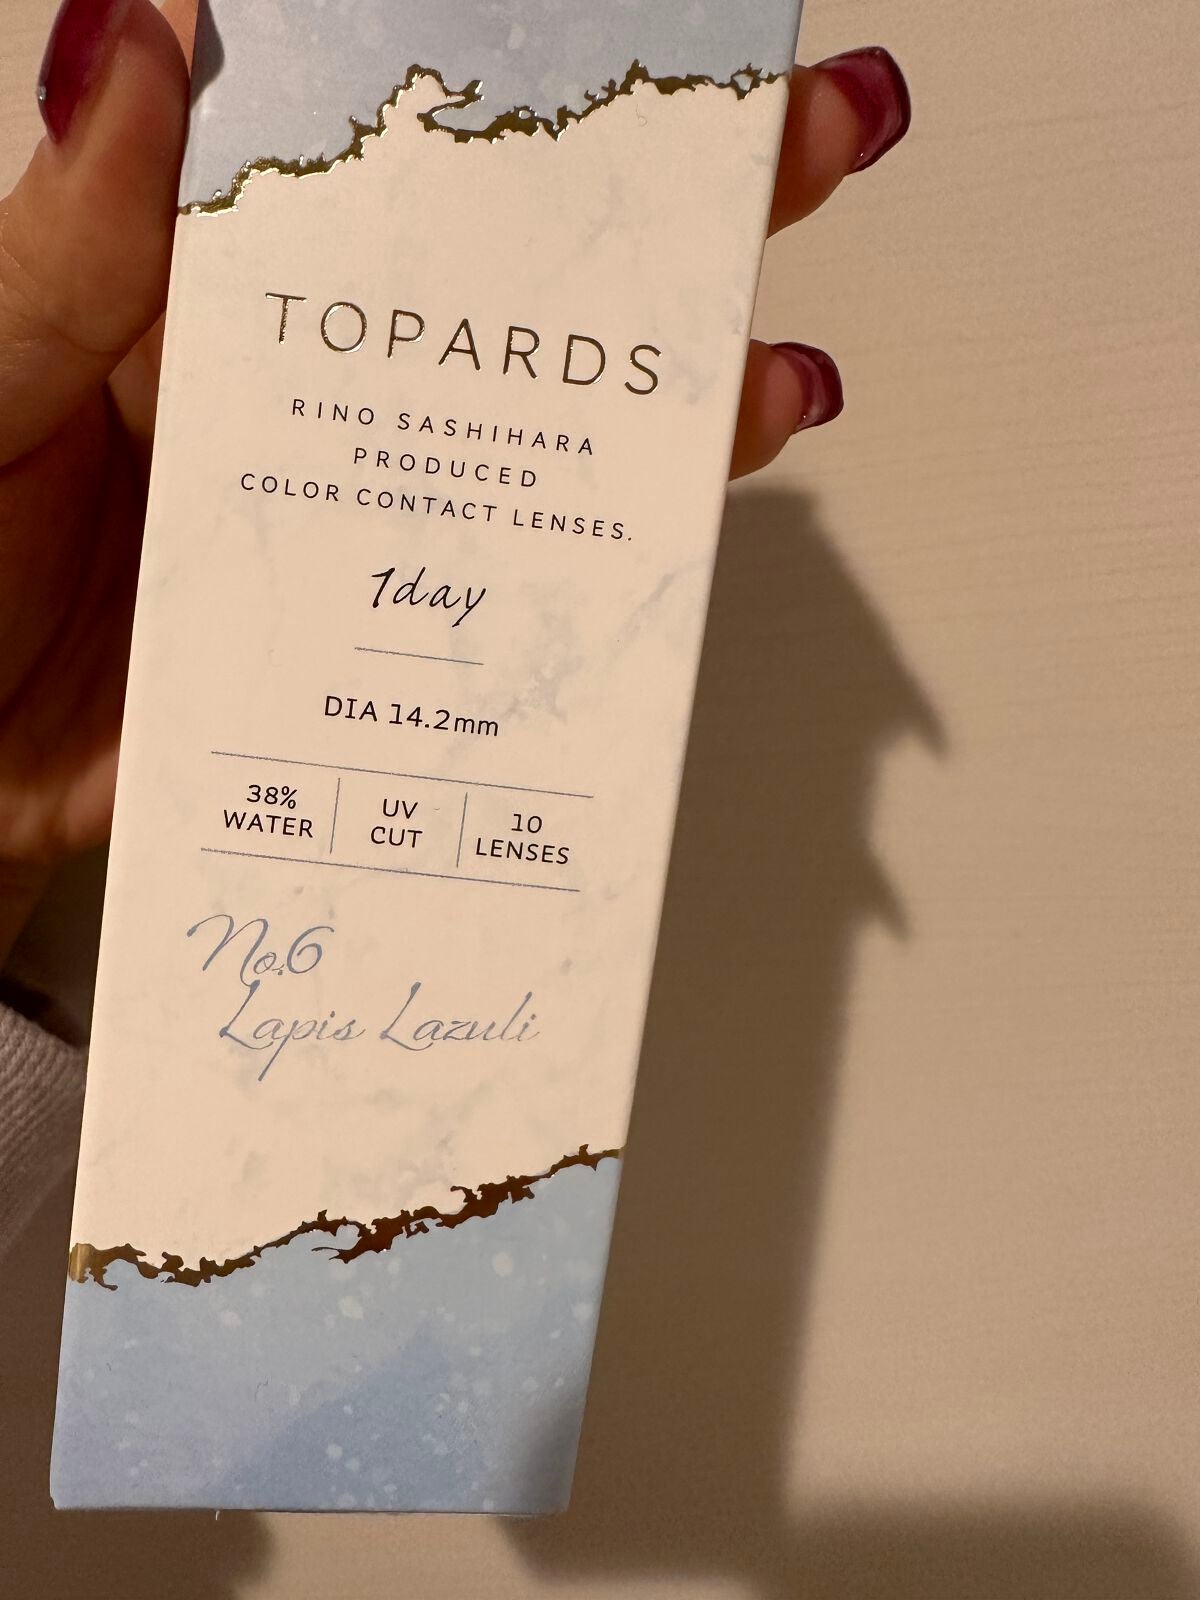 TOPARDS
RINO SASHIHARA
PRODUCED
COLOR CONTACT LENSES.
1day
DIA 14.2mm
38%
WATER
UV
CUT
10
LENSES
No.6
Lapis Lazuli